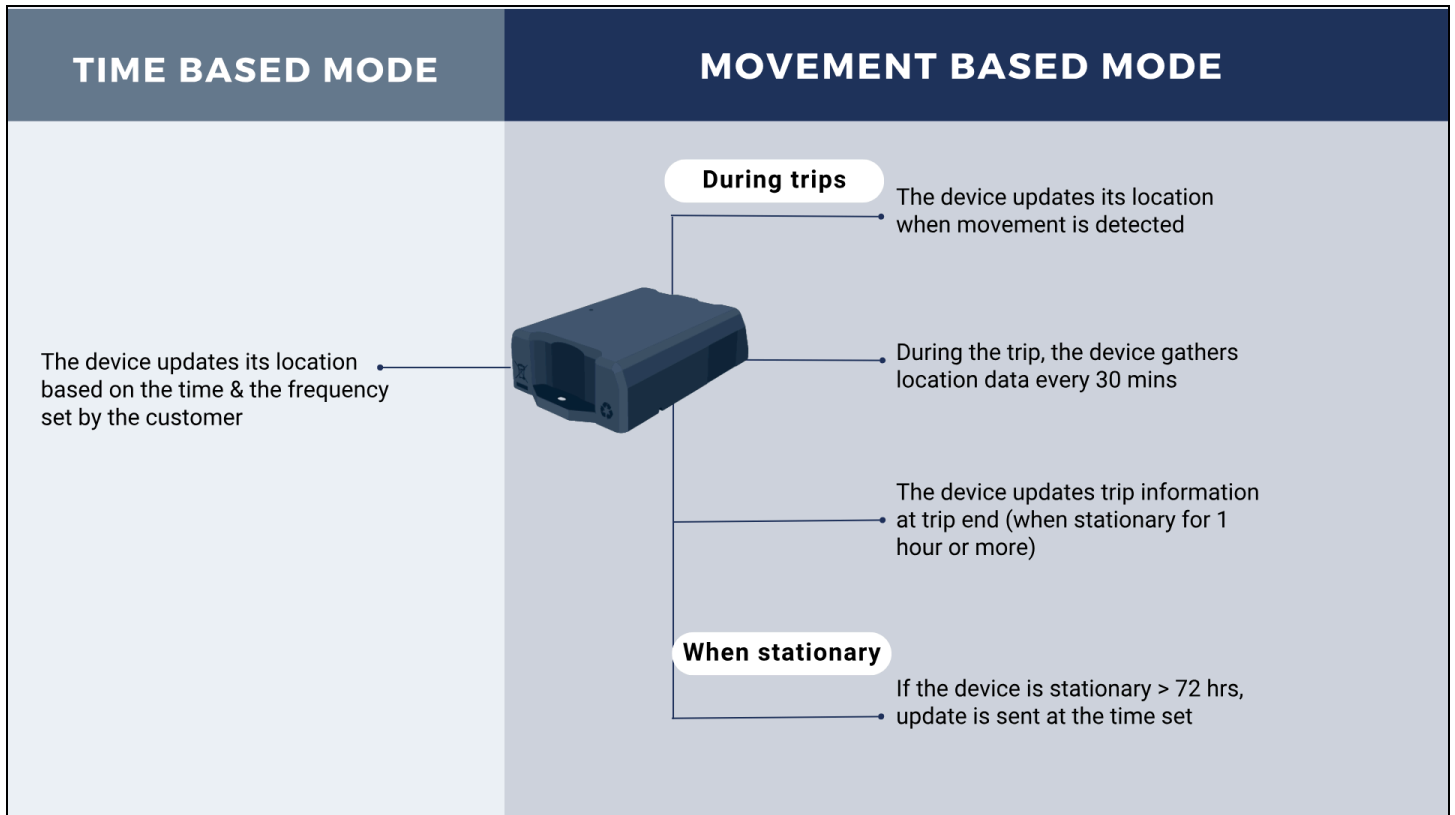 TIME BASED MODE
MOVEMENT BASED MODE
The device updates its location
based on the time & the frequency
set by the customer
During trips
The device updates its location
when movement is detected
During the trip, the device gathers
location data every 30 mins
The device updates trip information
at trip end (when stationary for 1
hour or more)
When stationary
If the device is stationary > 72 hrs,
update is sent at the time set